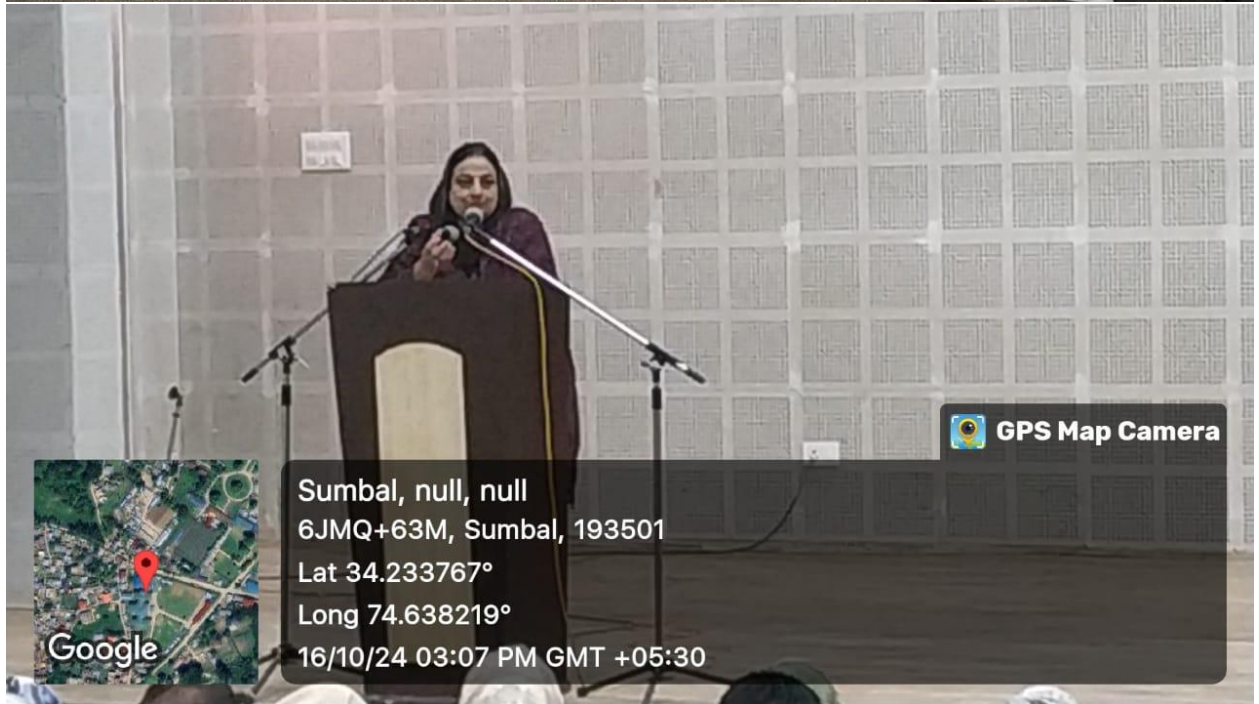 GPS Map Camera
Sumbal, null, null
6JMQ+63M, Sumbal, 193501
Lat 34.233767°
Long 74.638219°
16/10/24 03:07 PM GMT +05:30
Google